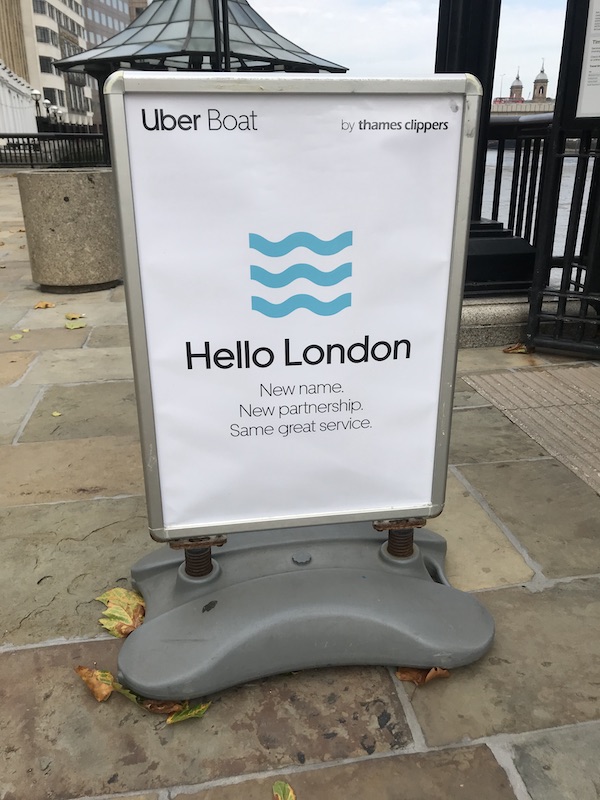 Uber Boat by thames clippers
Hello London
New name.
New partnership.
Same great service.